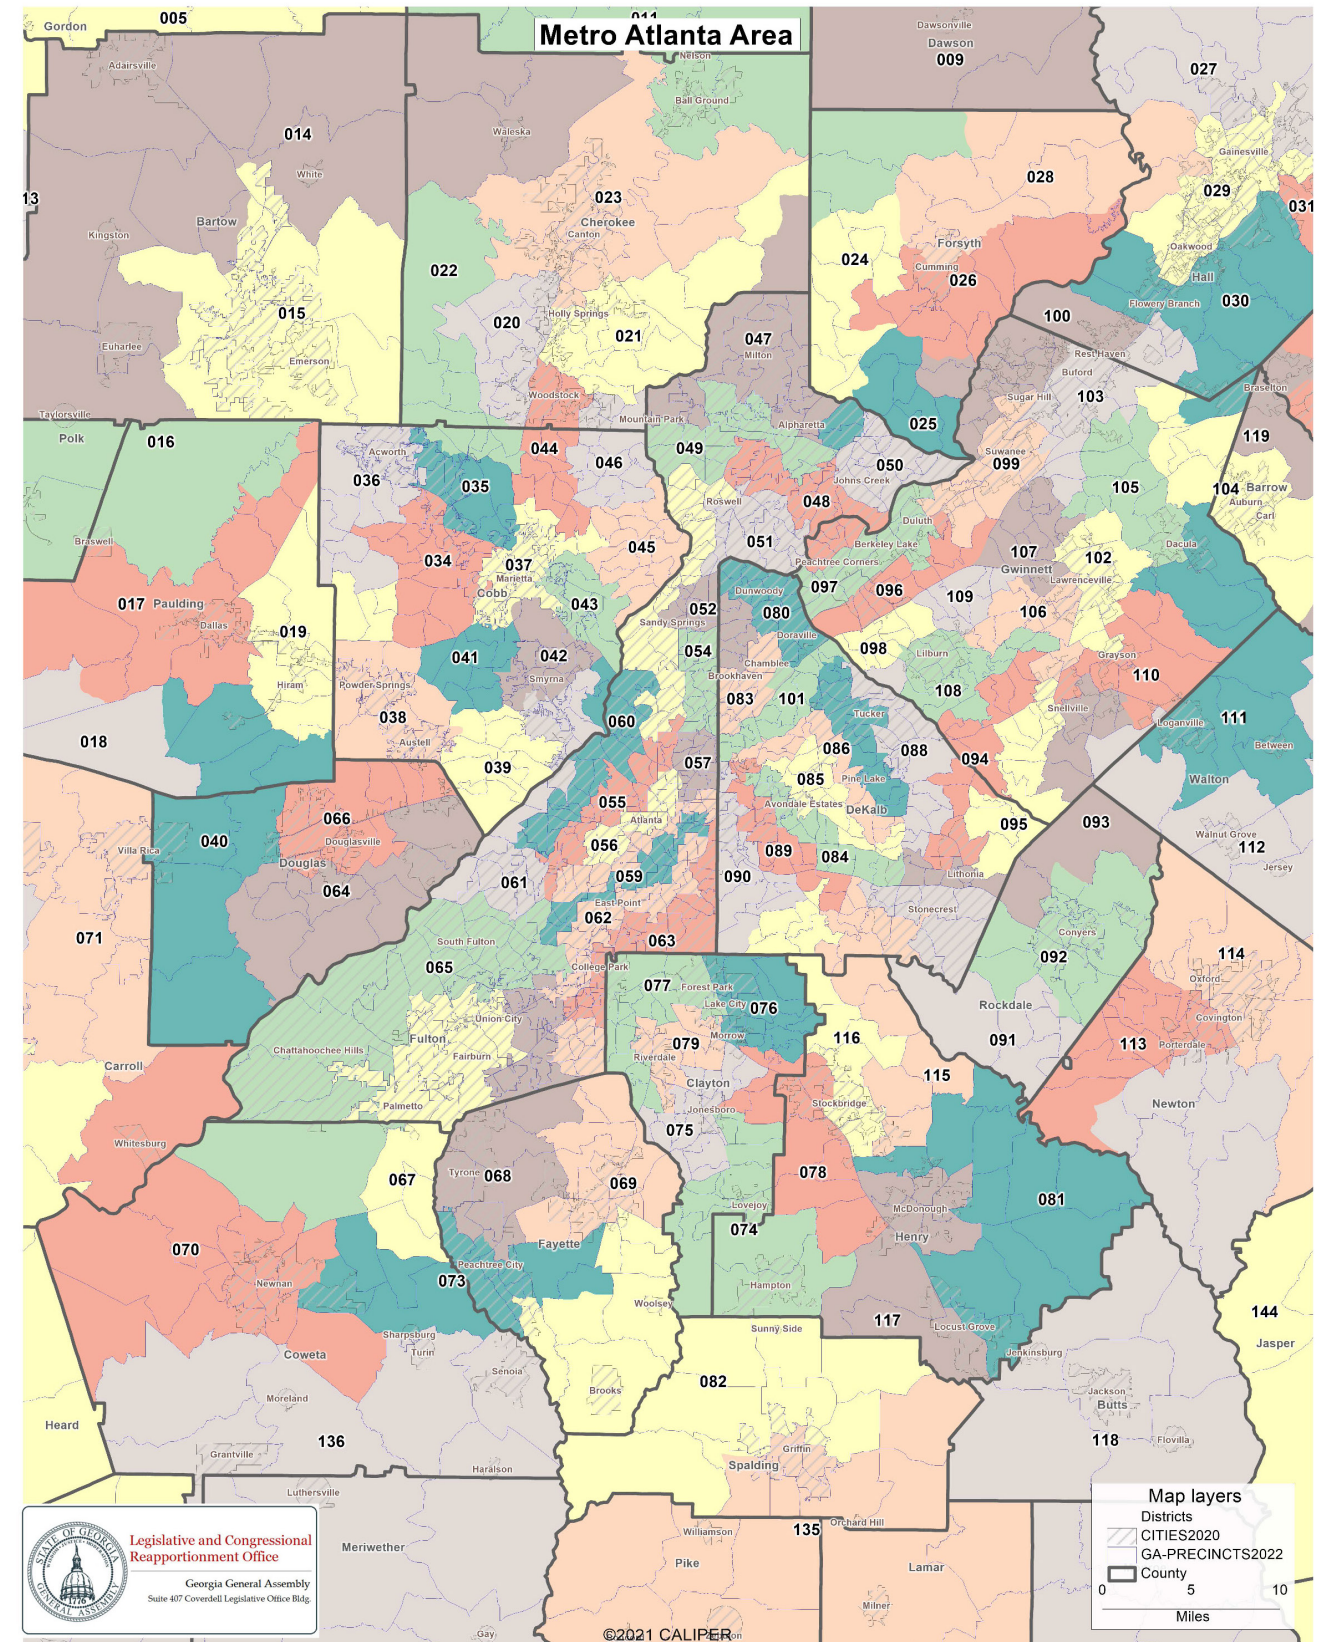 005
011
Gordon
Metro Atlanta Area
Dawsonville
Dawson
009
027
Adairsville
Nelson
Ball Ground
014
Waleska
White
Gainesville
028
029
13
023
031
Bartow
Cherokee
Canton
Kingston
Forsyth
Oakwood
024
022
Cumming
026
Hall
Flowery Branch
030
015
020
Holly Springs
100
021
047
Euharlee
Milton
Rest Haven
Emerson
Buford
Braselton
Woodstock
Sugar Hill
103
Taylorsville
Mountain Park
Alpharetta
025
Polk
016
044
049
Suwanee
119
Acworth
046
050
099
036
035
Johns Creek
105
104
Barrow
Roswell
048
Auburn
Carl
Duluth
Braswell
045
051
Berkeley Lake
107
102
Dacula
034
037
Peachtree Corners
Gwinnett
Marietta
Lawrenceville
017
Paulding
Cobb
043
Dunwoody
097
096
109
052
080
106
Dallas
019
Sandy Springs
Doraville
041
042
054
098
Lilburn
Grayson
Chamblee
Smyrna
Brookhaven
110
Hiram
Powder Springs
083
101
108
Snellville
038
060
Tucker
Loganville
111
018
Austell
086
088
Between
039
057
085
Pine Lake
094
Walton
055
Avondale Estates
DeKalb
066
Atlanta
095
093
Villa Rica
040
Douglasville
056
Walnut Grove
112
Douglas
089
084
Jersey
064
061
059
090
Lithonia
East Point
062
Stonecrest
071
South Fulton
063
Conyers
114
065
College Park
092
077
Forest Park
Oxford
Lake City
076
Rockdale
Union City
Morrow
116
091
Covington
Fulton
079
113
Porterdale
Chattahoochee Hills
Fairburn
Riverdale
Carroll
Clayton
115
Palmetto
Jonesboro
Stockbridge
Newton
075
Whitesburg
068
078
067
Tyrone
069
081
Lovejoy
McDonough
074
Henry
070
Fayette
Peachtree City
Newnan
073
Hampton
Woolsey
144
117
Locust Grove
Sharpsburg
Sunny Side
Jasper
Turin
Coweta
Jenkinsburg
Senoia
082
Moreland
Brooks
Jackson
Butts
Heard
136
Griffin
118
Flovilla
Grantville
Haralson
Spalding
Luthersville
Map layers
Districts
CITIES2020
GA-PRECINCTS2022
County
0 5 10
Miles
135
Orchard Hill
Williamson
Meriwether
Pike
Lamar
Milner
Gay
STATE OF GEORGIA
GENERAL ASSEMBLY
1776
Legislative and Congressional
Reapportionment Office
Georgia General Assembly
Suite 407 Coverdell Legislative Office Bldg.
©2021 CALIPER